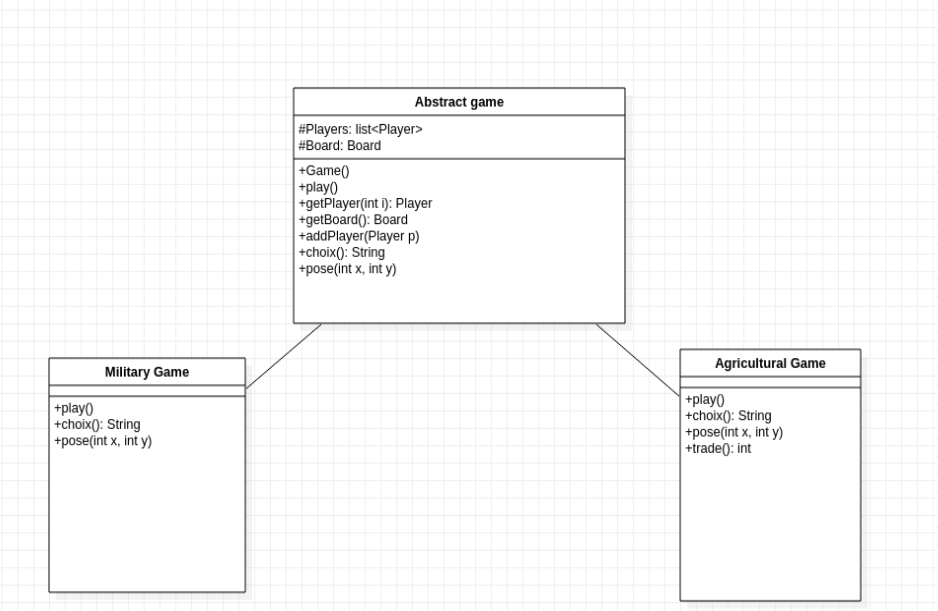 Abstract game
#Players: list<Player>
#Board: Board
+Game()
+play()
+getPlayer(int i): Player
+getBoard(): Board
+addPlayer(Player p)
+choix(): String
+pose(int x, int y)
Military Game
+play()
+choix(): String
+pose(int x, int y)
Agricultural Game
+play()
+choix(): String
+pose(int x, int y)
+trade(): int